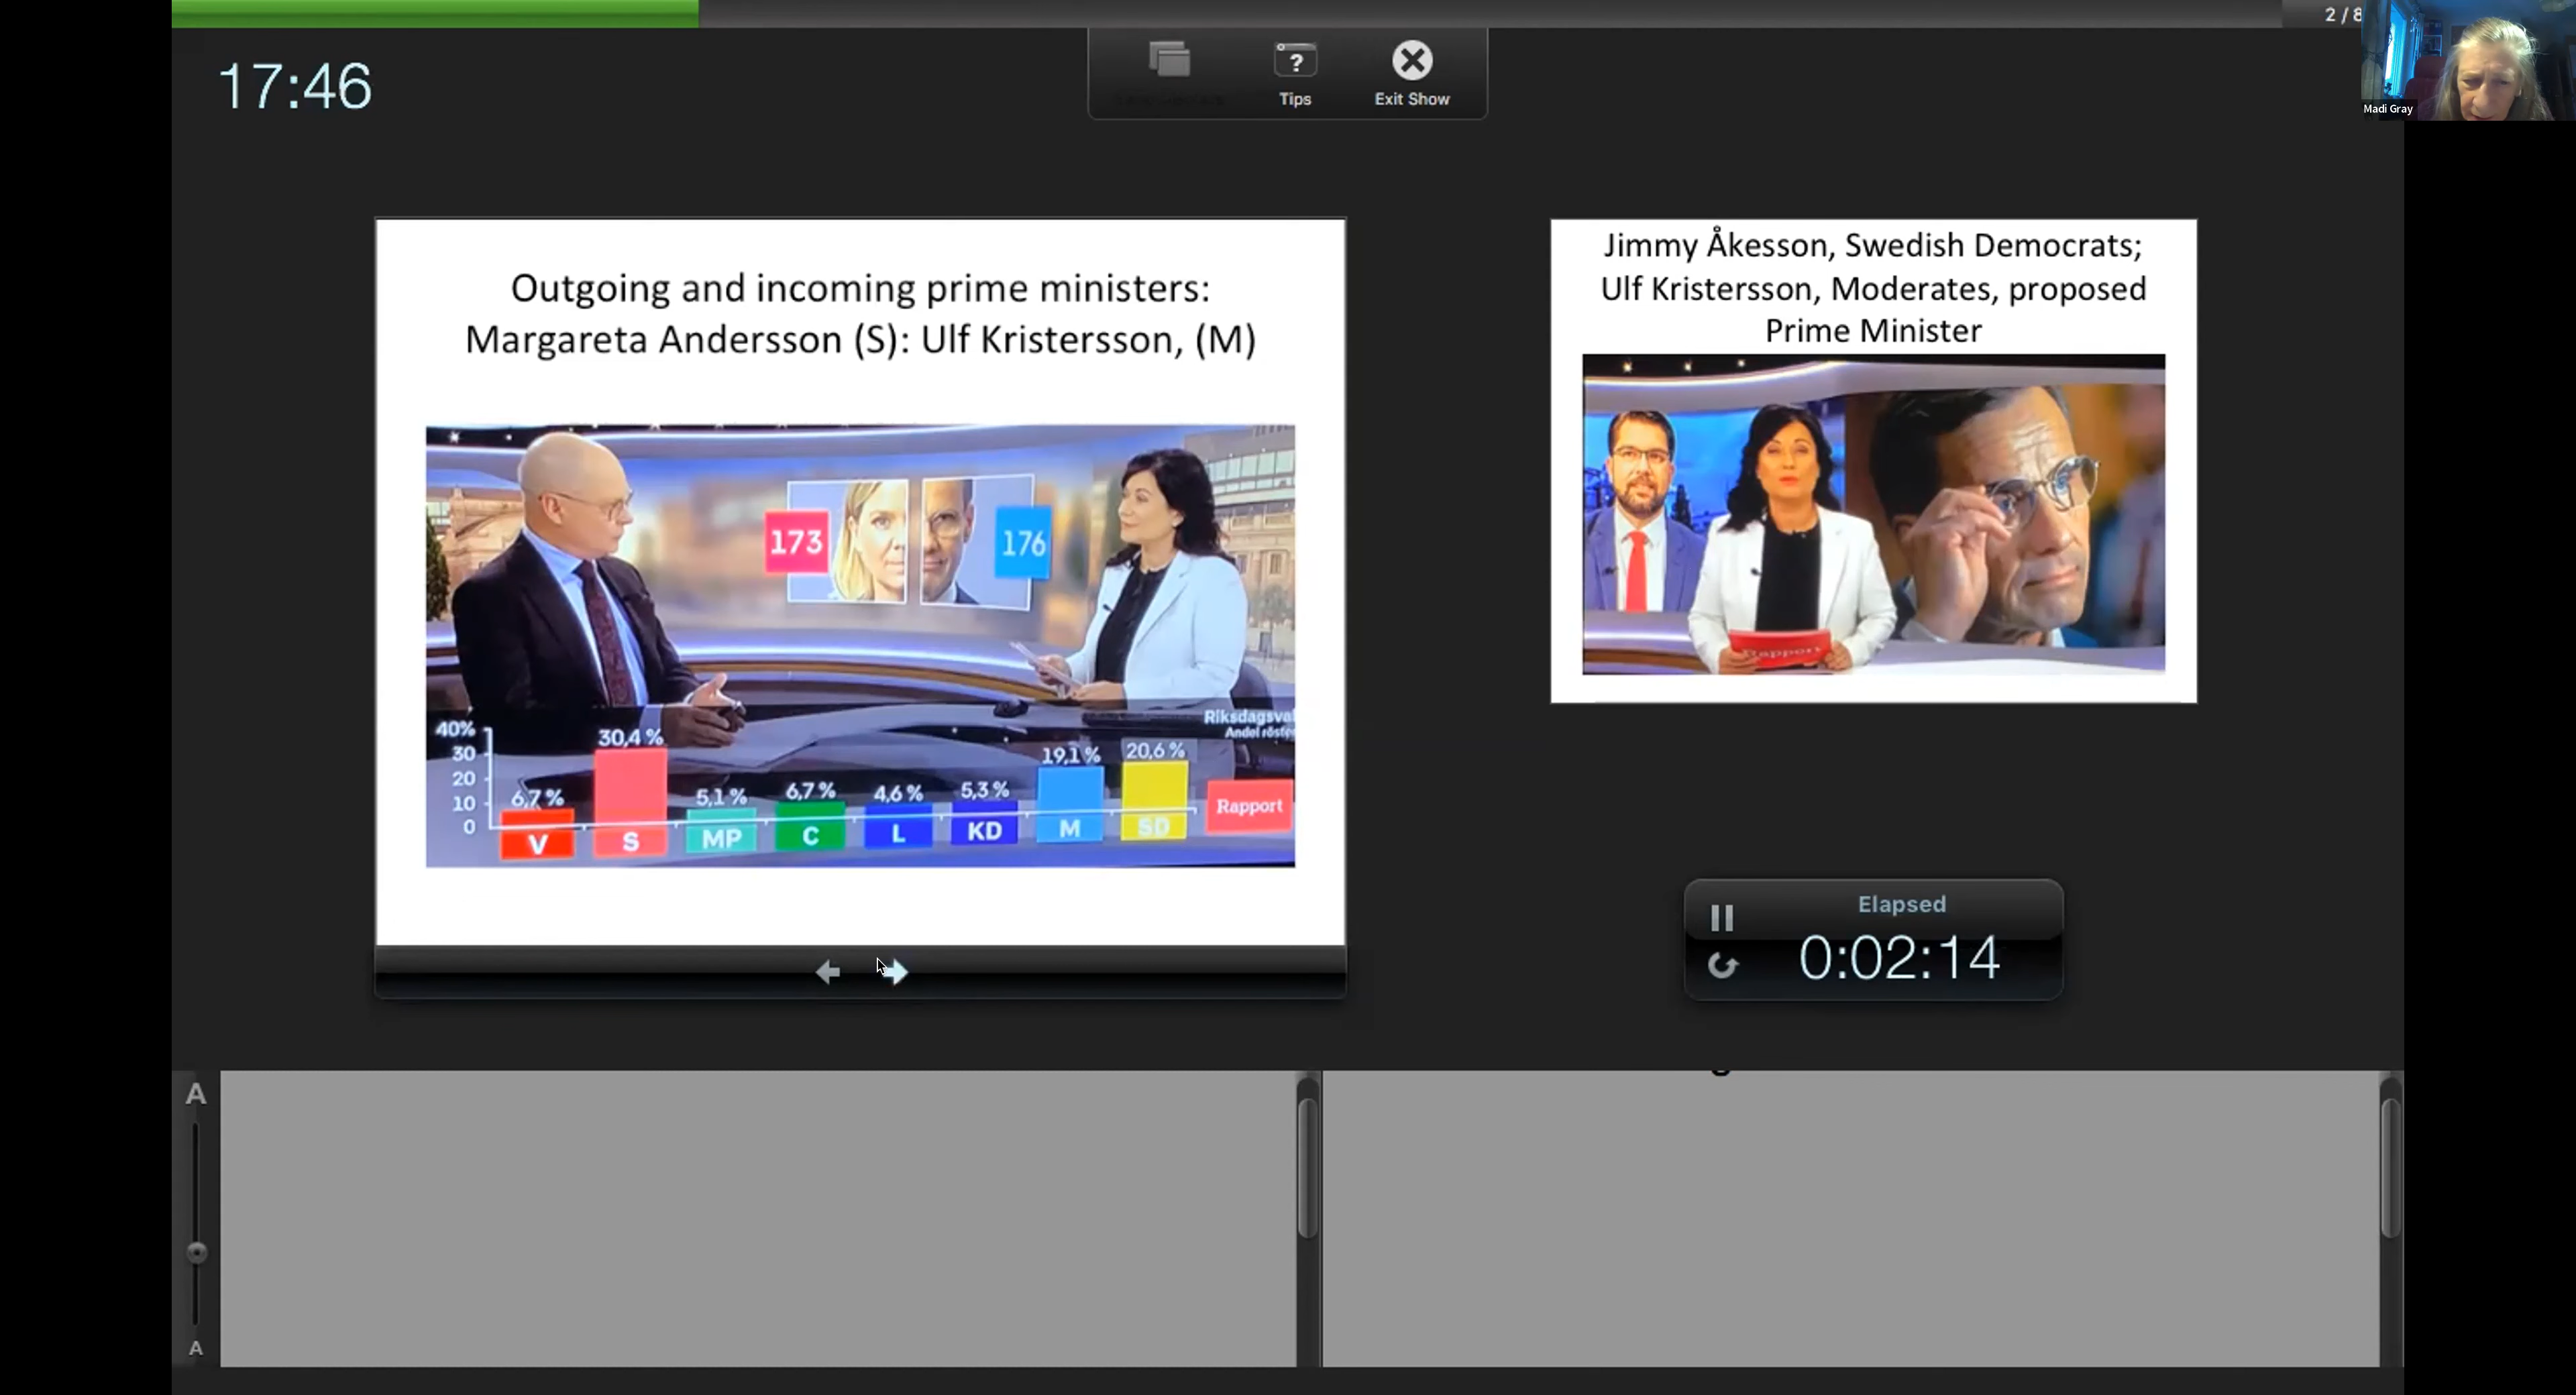 2 / 8
17:46
Tips
Exit Show
Madi Gray
Outgoing and incoming prime ministers:
Margareta Andersson (S): Ulf Kristersson, (M)
173
176
Riksdagsval
40%
30
20
10
0
6,7 %
30,4 %
5,1 %
6,7 %
4,6 %
5,3 %
19,1 %
20,6 %
V
S
MP
C
L
KD
M
SD
Rapport
Jimmy Åkesson, Swedish Democrats;
Ulf Kristersson, Moderates, proposed
Prime Minister
Rapport
Elapsed
0:02:14
A
A